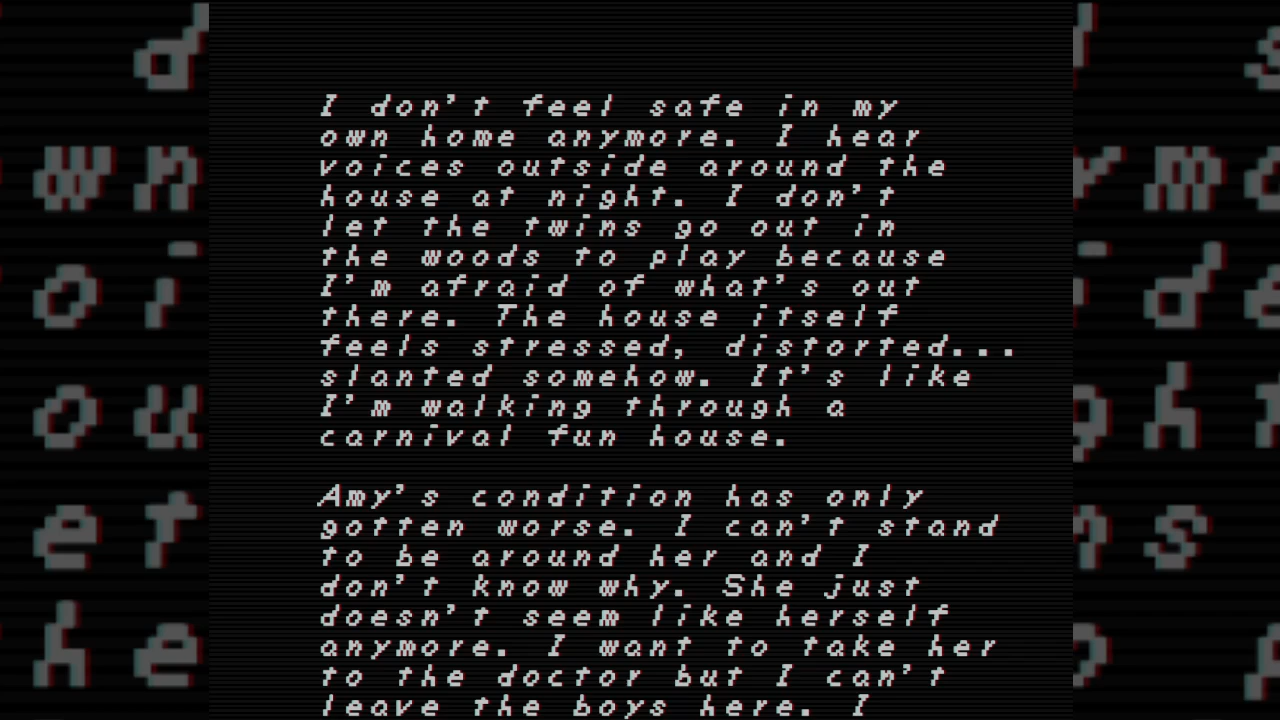 I don't feel safe in my
own home anymore. I hear
voices outside around the
house at night. I don't
let the twins go out in
the woods to play because
I'm afraid of what's out
there. The house itself
feels stressed, distorted...
slanted somehow. It's like
I'm walking through a
carnival fun house.
Amy's condition has only
gotten worse. I can't stand
to be around her and I
don't know why. She just
doesn't seem like herself
anymore. I want to take her
to the doctor but I can't
leave the boys here. I